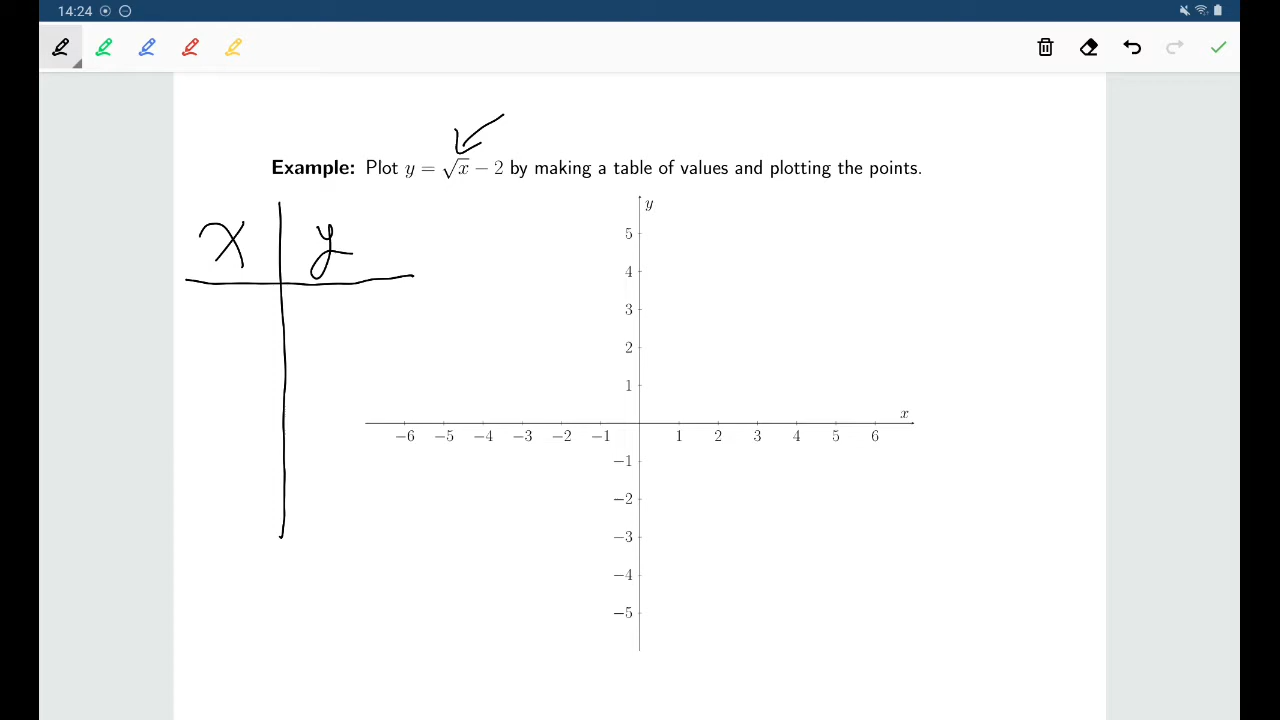 14:24
Example: Plot y = √x − 2 by making a table of values and plotting the points.
x y
y
5
4
3
2
1
x
−6 −5 −4 −3 −2 −1 1 2 3 4 5 6
−1
−2
−3
−4
−5